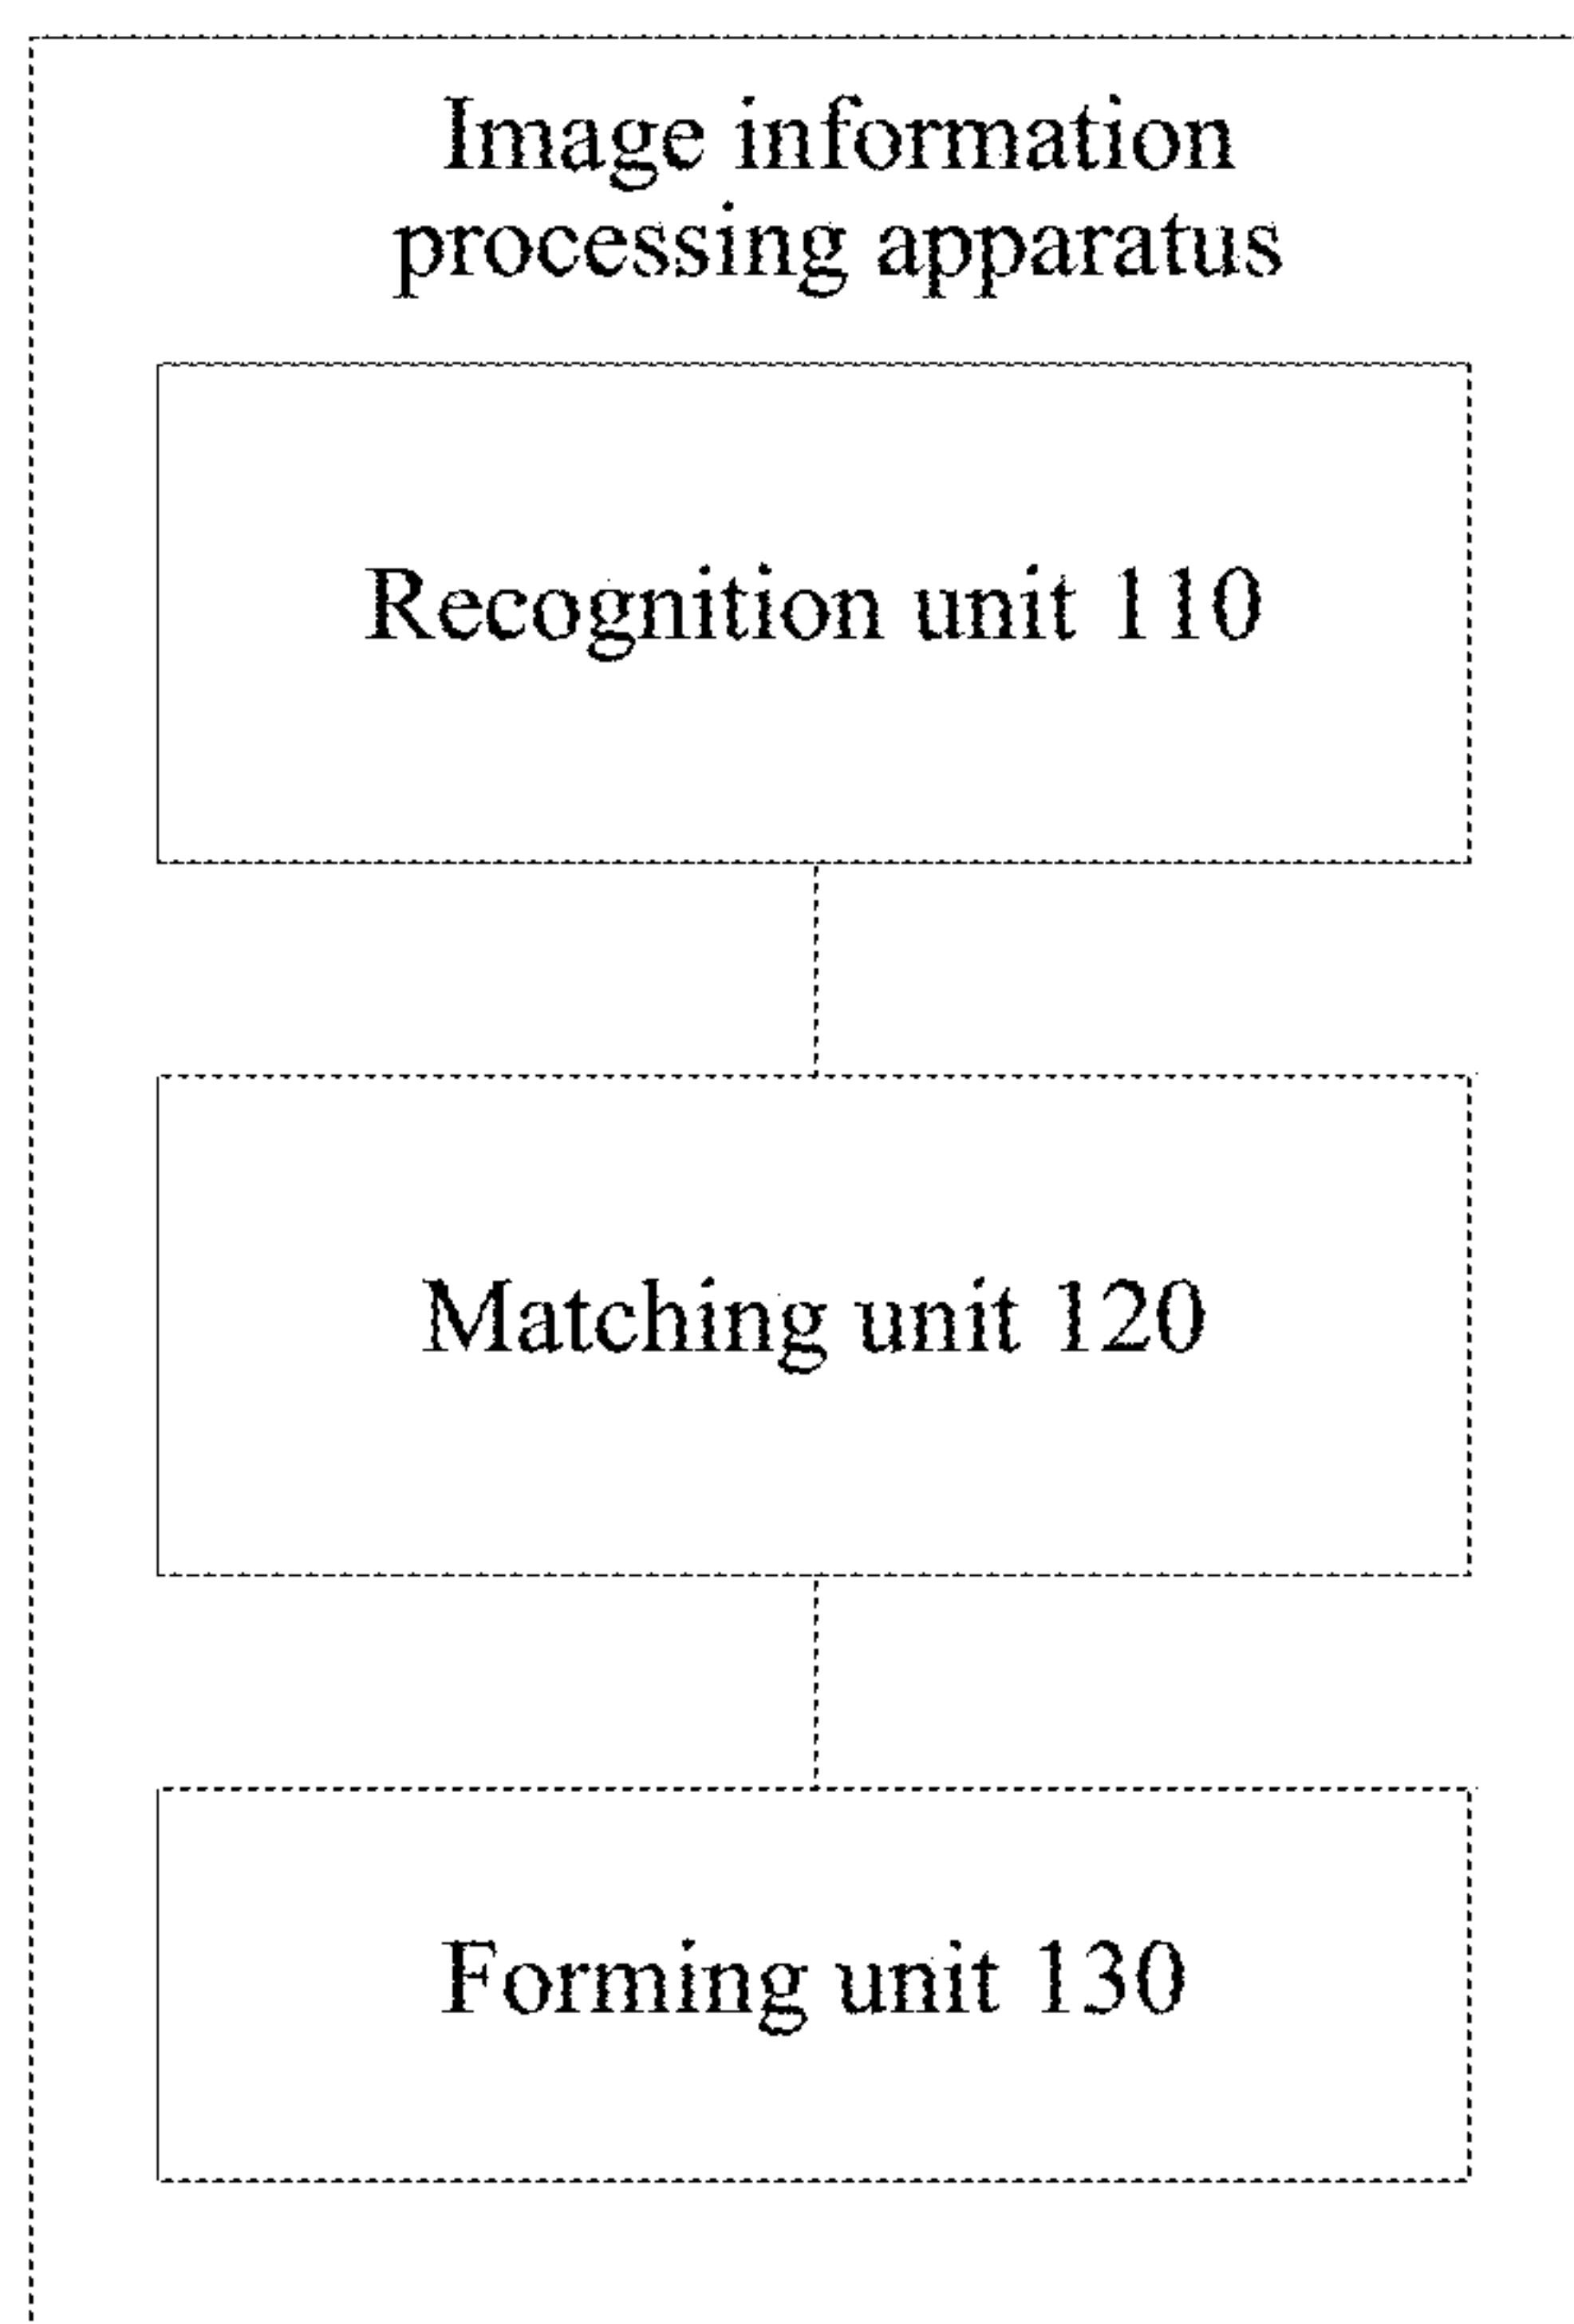 Image information
processing apparatus
Recognition unit 110
Matching unit 120
Forming unit 130